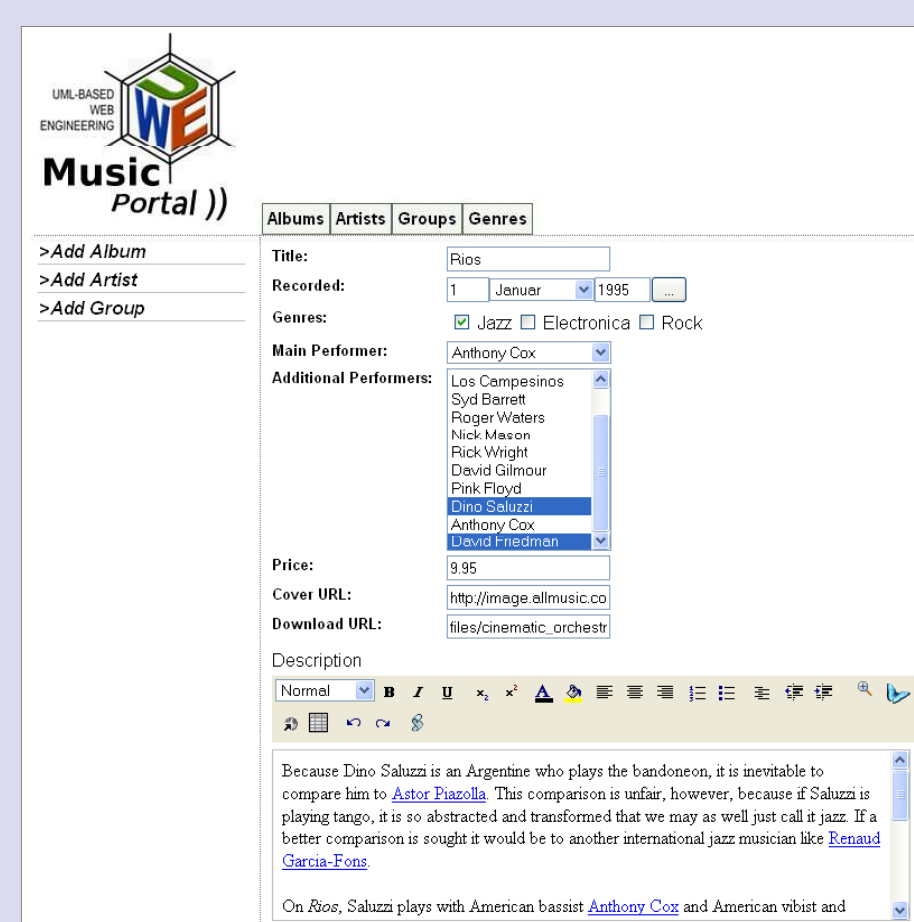 UML-BASED
WEB
ENGINEERING
UWE
Music
Portal ))
Albums Artists Groups Genres
>Add Album
>Add Artist
>Add Group
Title: Rios
Recorded: 1 Januar 1995 ...
Genres: Jazz Electronica Rock
Main Performer: Anthony Cox
Additional Performers: Los Campesinos
Syd Barrett
Roger Waters
Nick Mason
Rick Wright
David Gilmour
Pink Floyd
Dino Saluzzi
Anthony Cox
David Friedman
Price: 9.95
Cover URL: http://image.allmusic.co
Download URL: files/cinematic_orchestr
Description
Normal B I U x₂ x² A
Because Dino Saluzzi is an Argentine who plays the bandoneon, it is inevitable to
compare him to Astor Piazolla. This comparison is unfair, however, because if Saluzzi is
playing tango, it is so abstracted and transformed that we may as well just call it jazz. If a
better comparison is sought it would be to another international jazz musician like Renaud
Garcia-Fons.
On Rios, Saluzzi plays with American bassist Anthony Cox and American vibist and